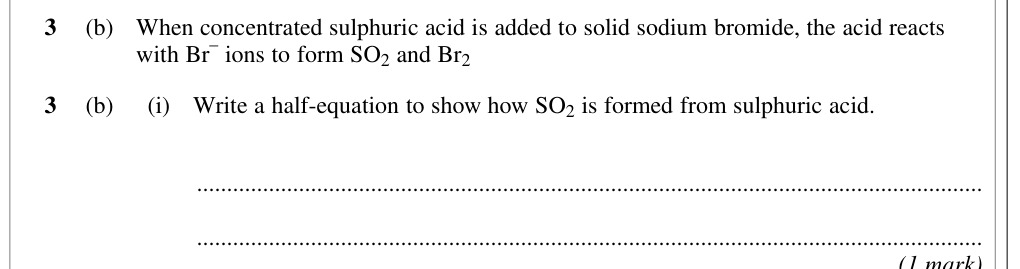 3 (b) When concentrated sulphuric acid is added to solid sodium bromide, the acid reacts
with Br⁻ ions to form SO₂ and Br₂
3 (b) (i) Write a half-equation to show how SO₂ is formed from sulphuric acid.
(1 mark)